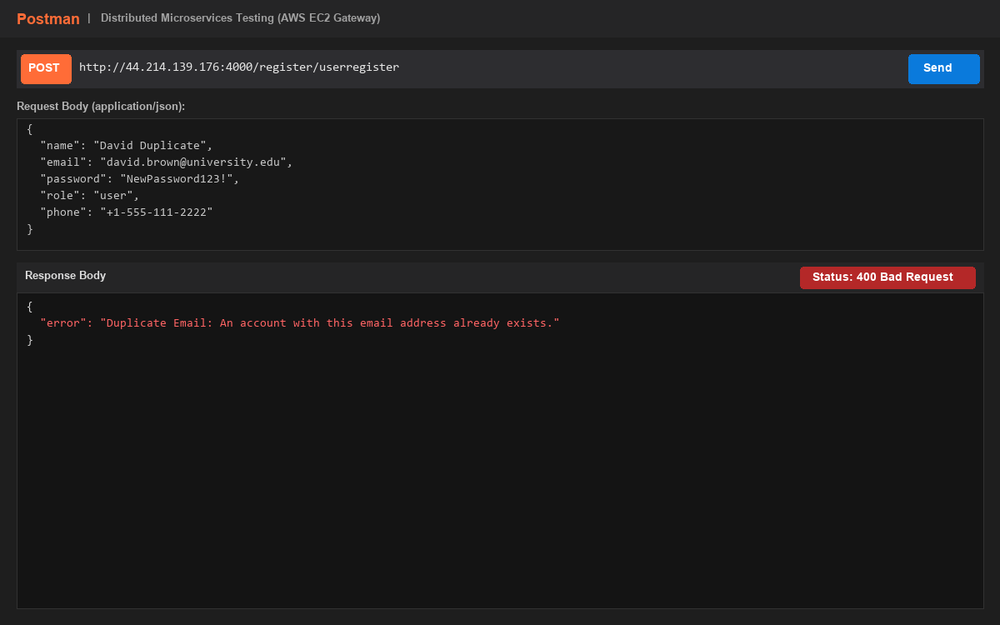 Postman | Distributed Microservices Testing (AWS EC2 Gateway)
POST http://44.214.139.176:4000/register/userregister Send
Request Body (application/json):
{
  "name": "David Duplicate",
  "email": "david.brown@university.edu",
  "password": "NewPassword123!",
  "role": "user",
  "phone": "+1-555-111-2222"
}
Response Body Status: 400 Bad Request
{
  "error": "Duplicate Email: An account with this email address already exists."
}